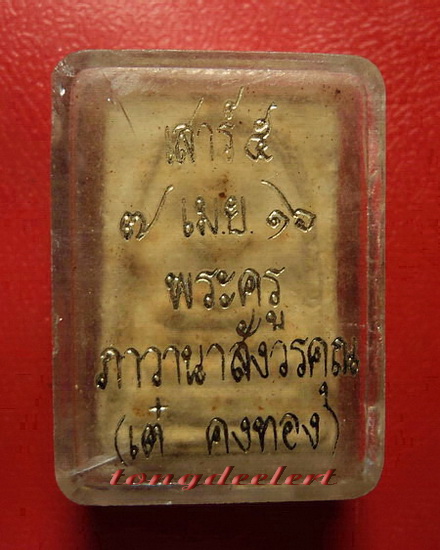 เสาร์ ๕
๗ เม.ย. ๑๖
พระครู
ภาวานาสังวรคุณ
(เต๋ คงทอง)
tongdeelert